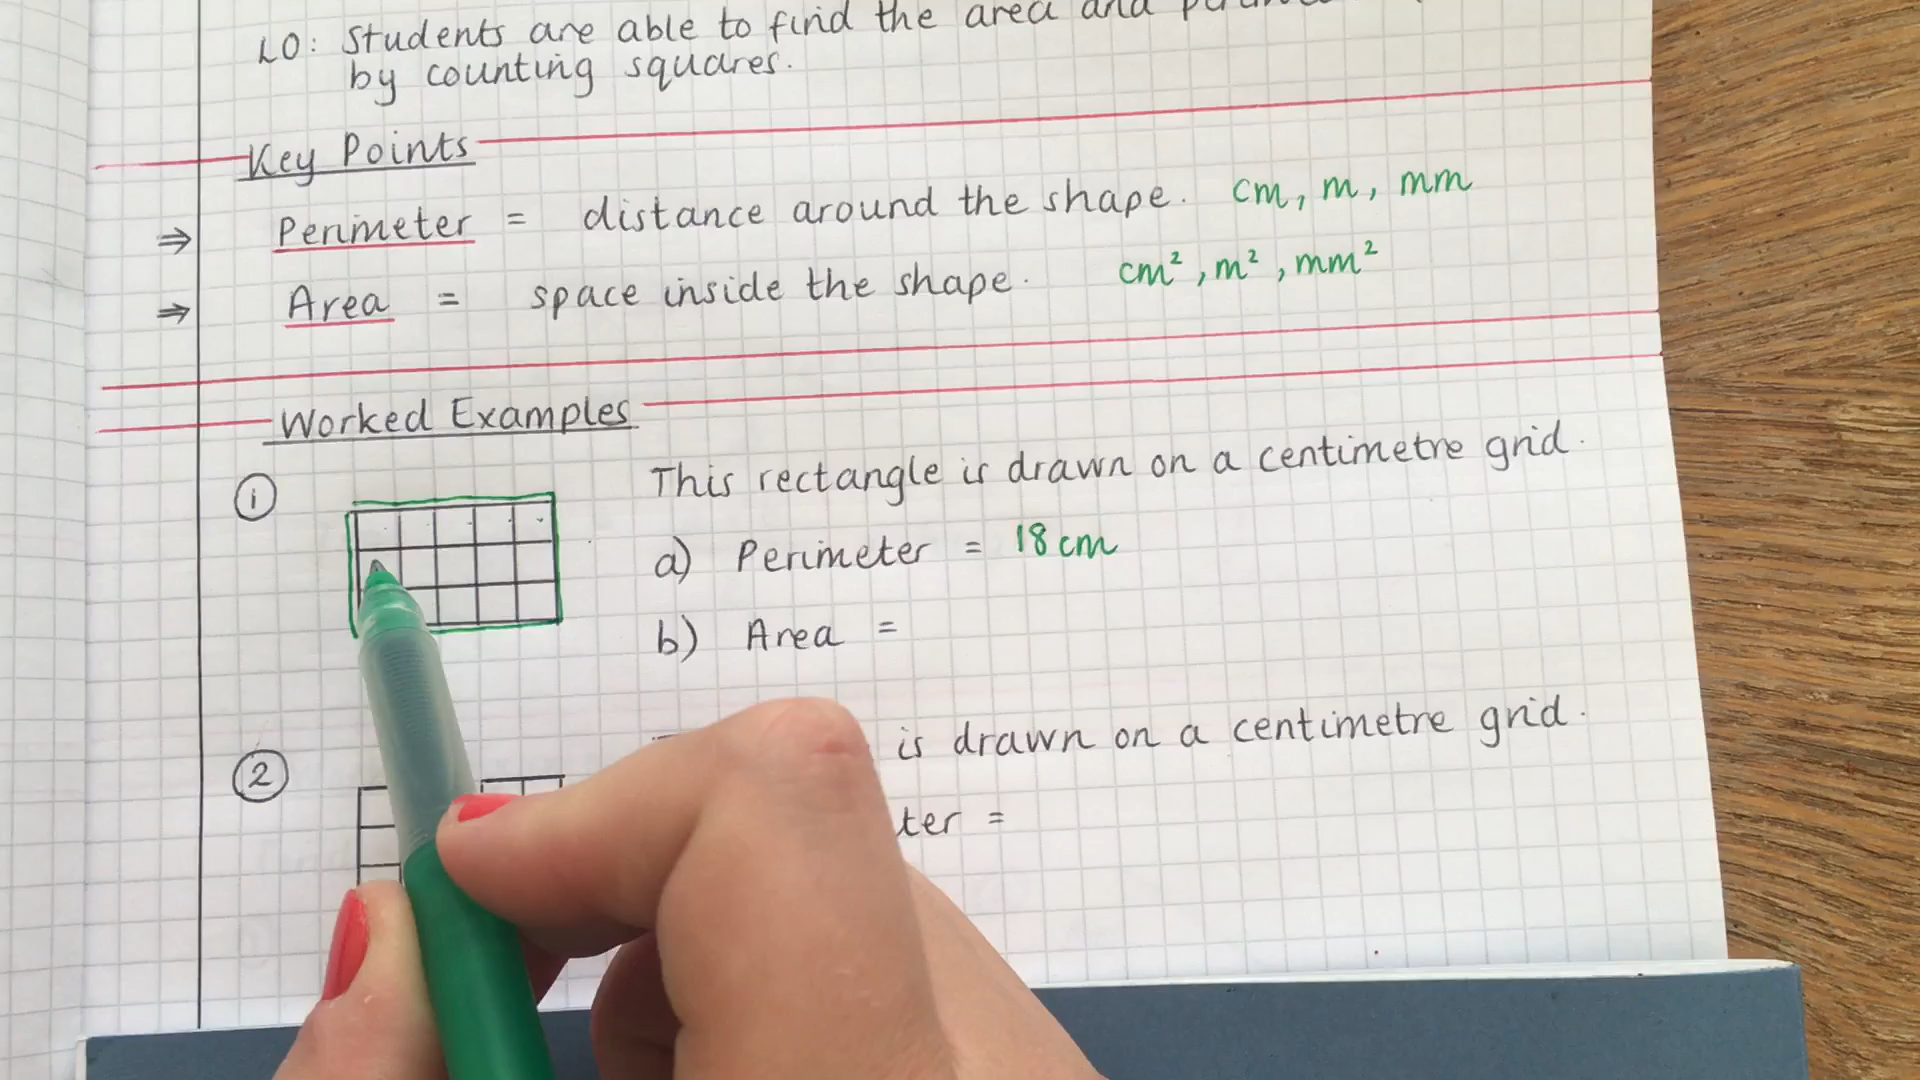 LO: Students are able to find the area and
by counting squares.
Key Points
⇒ Perimeter = distance around the shape. cm, m, mm
⇒ Area = space inside the shape. cm², m², mm²
Worked Examples
① This rectangle is drawn on a centimetre grid.
a) Perimeter = 18 cm
b) Area =
② is drawn on a centimetre grid.
ter =